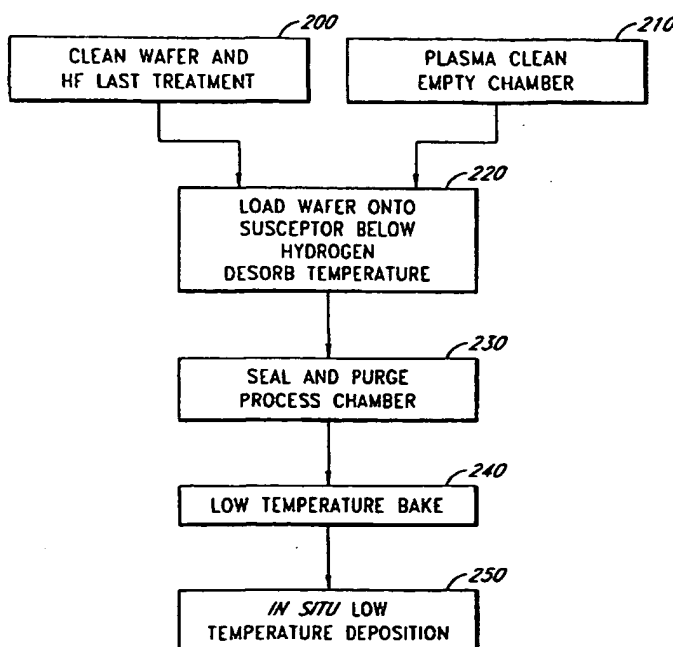 200
CLEAN WAFER AND
HF LAST TREATMENT
210
PLASMA CLEAN
EMPTY CHAMBER
220
LOAD WAFER ONTO
SUSCEPTOR BELOW
HYDROGEN
DESORB TEMPERATURE
230
SEAL AND PURGE
PROCESS CHAMBER
240
LOW TEMPERATURE BAKE
250
IN SITU LOW
TEMPERATURE DEPOSITION